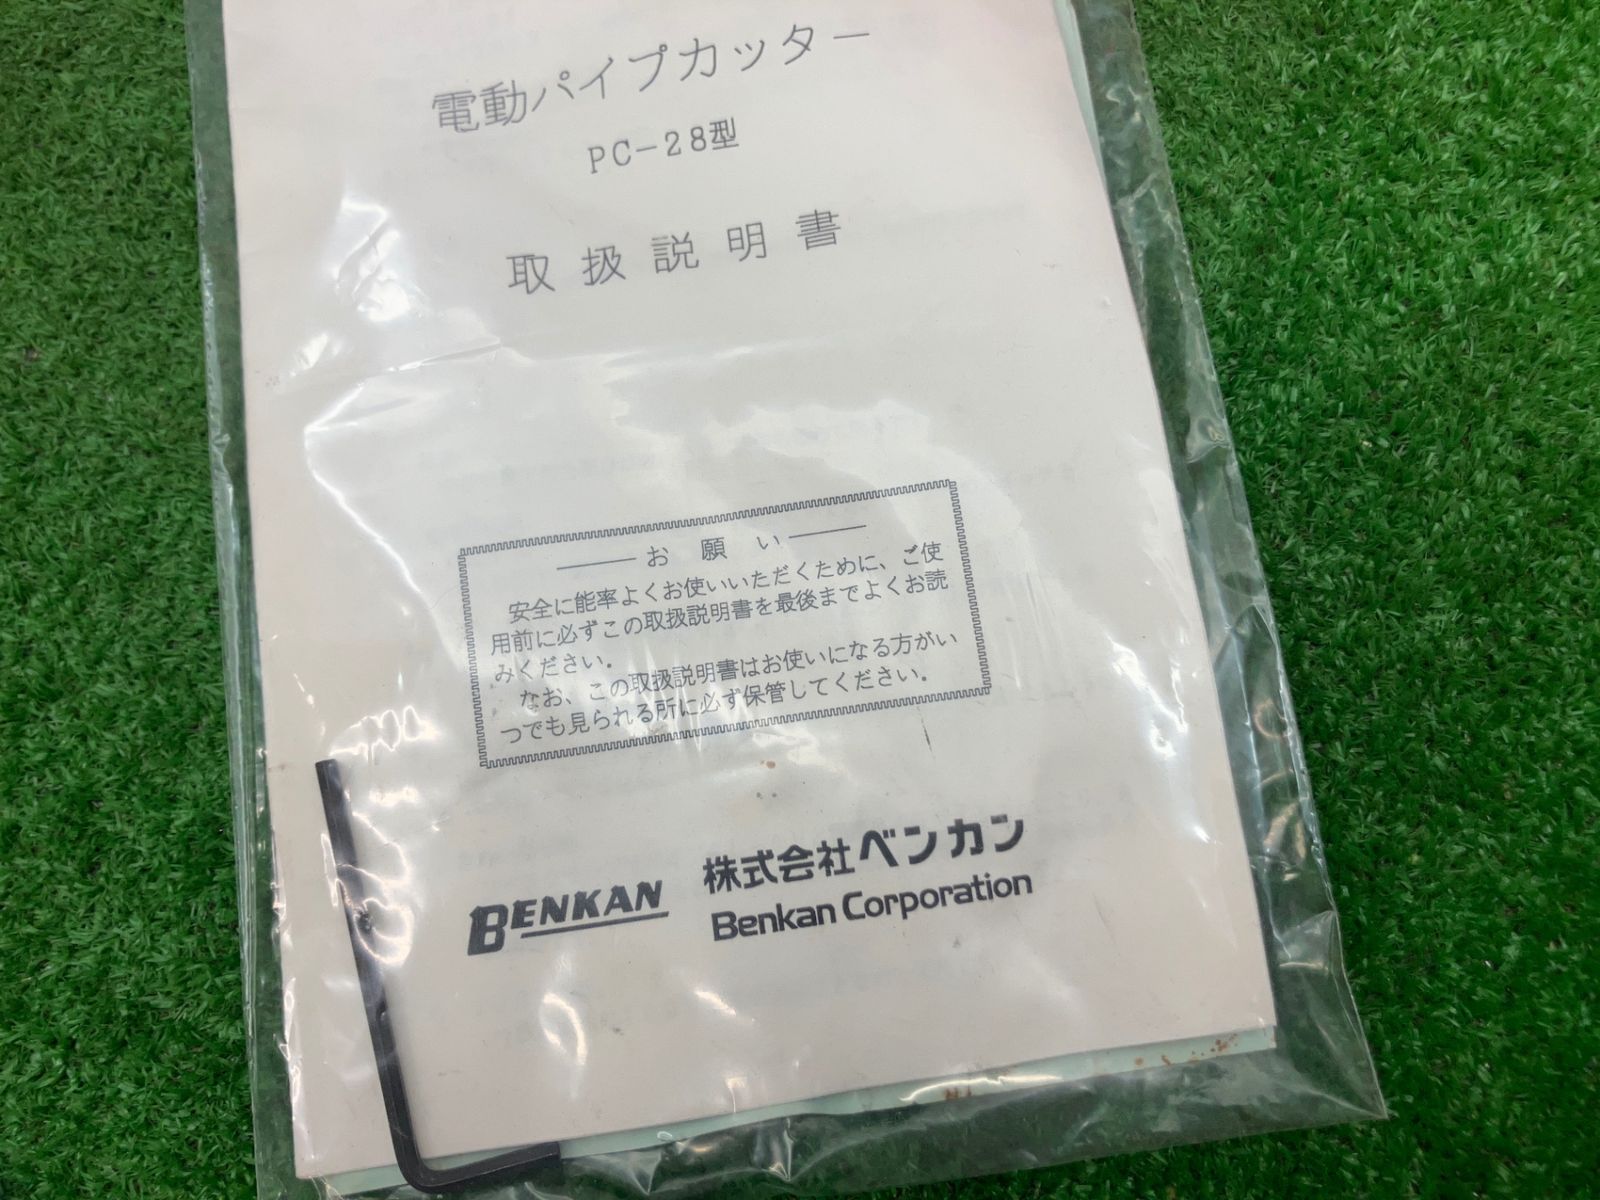 電動パイプカッター
PC-28型
取扱説明書
お願い
安全に能率よくお使いいただくために、ご使
用前に必ずこの取扱説明書を最後までよくお読
みください。
なお、この取扱説明書はお使いになる方がい
つでも見られる所に必ず保管してください。
BENKAN
株式会社ベンカン
Benkan Corporation